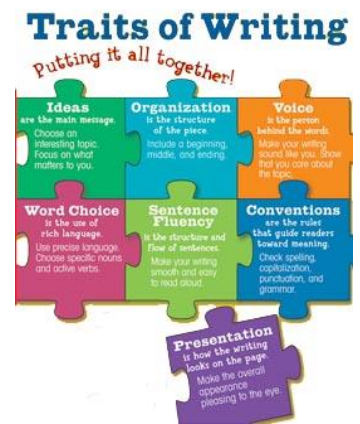 Traits of Writing
Putting it all together!
Ideas
are the main message.
Choose an
interesting topic.
Focus on what
matters to you.
Organization
is the structure
of the piece.
Include a beginning,
middle, and ending.
Voice
is the person
behind the words.
Make your writing
sound like you. Show
that you care about
the topic.
Word Choice
is the use of
rich language.
Use precise language.
Choose specific nouns
and active verbs.
Sentence
Fluency
is the structure and
flow of sentences.
Make your writing
smooth and easy
to read aloud.
Conventions
are the rules
that guide readers
toward meaning.
Check spelling,
capitalization,
punctuation, and
grammar.
Presentation
is how the writing
looks on the page.
Make the overall
appearance
pleasing to the eye.